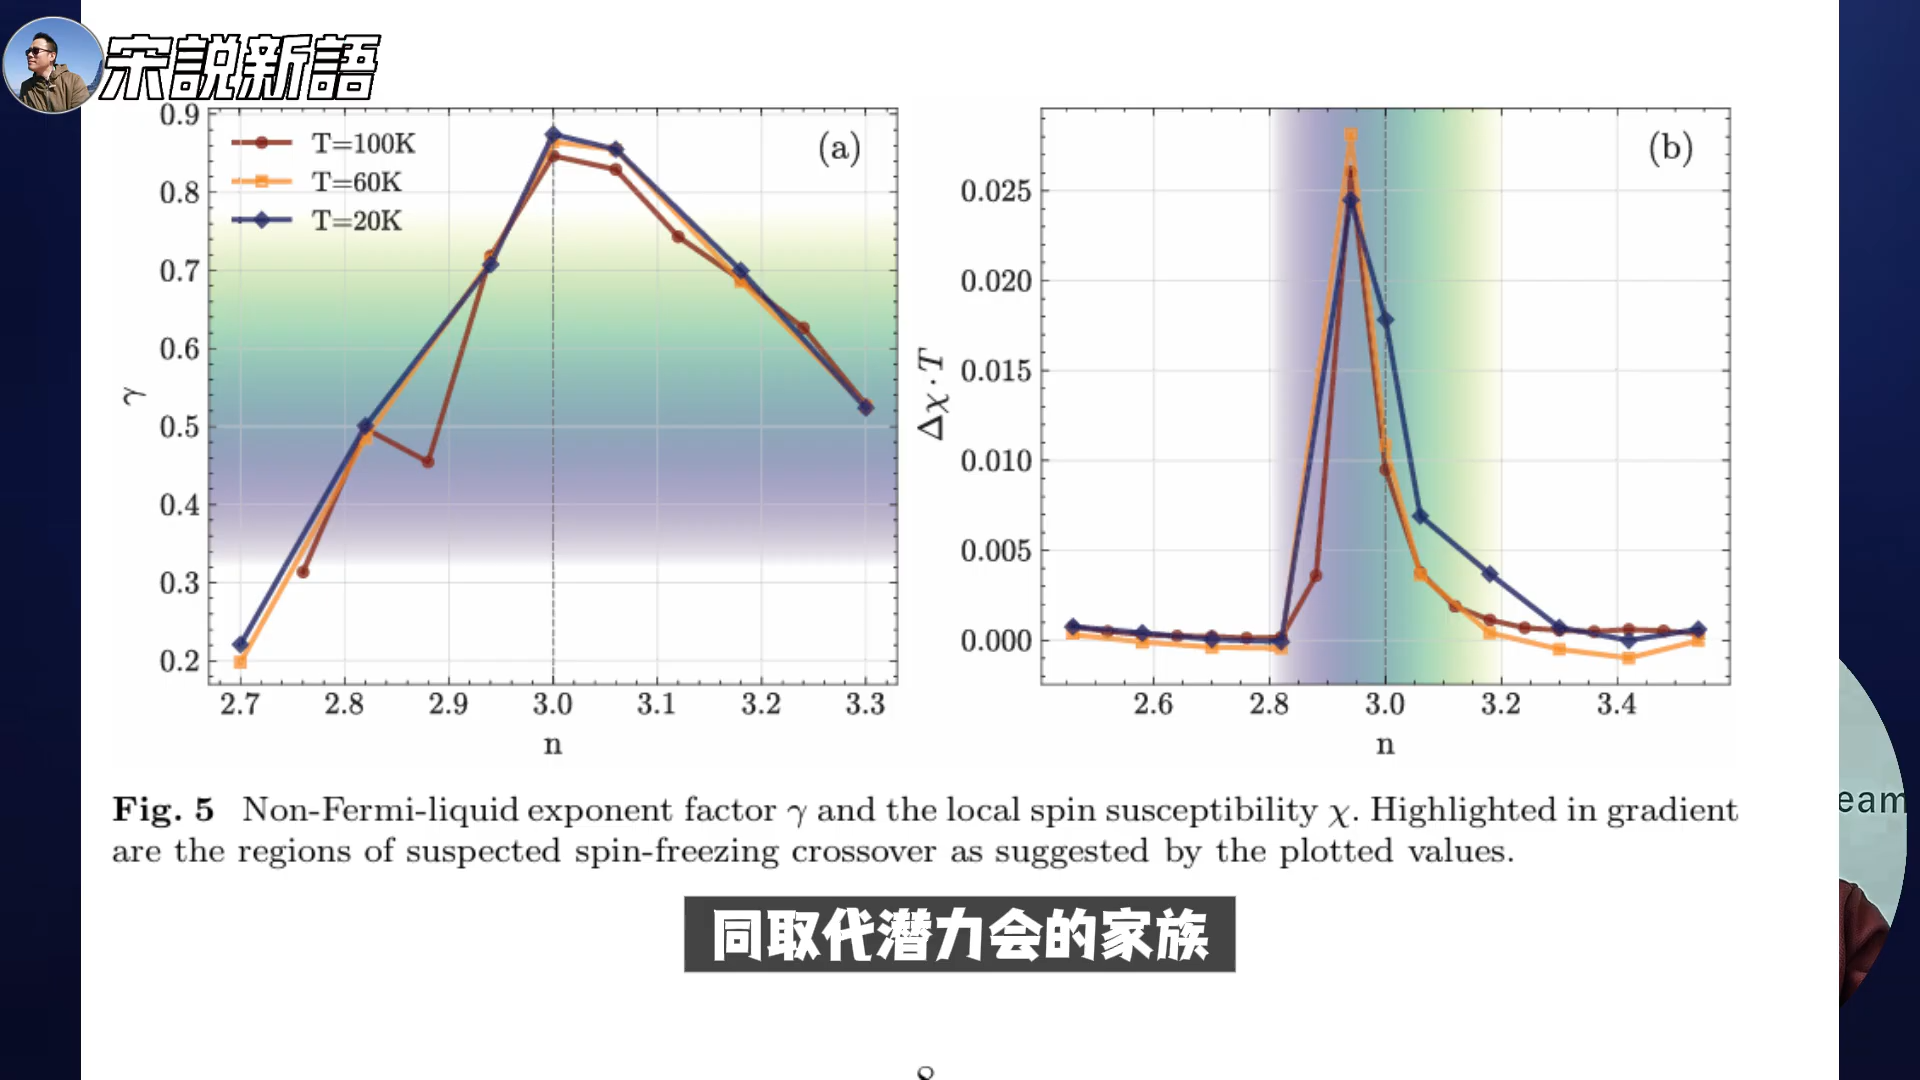 宋説新語
0.9
0.8
0.7
0.6
0.5
0.4
0.3
0.2
γ
T=100K
T=60K
T=20K
(a)
2.7 2.8 2.9 3.0 3.1 3.2 3.3
n
0.025
0.020
0.015
0.010
0.005
0.000
Δχ·T
(b)
2.6 2.8 3.0 3.2 3.4
n
Fig. 5 Non-Fermi-liquid exponent factor γ and the local spin susceptibility χ. Highlighted in gradient
are the regions of suspected spin-freezing crossover as suggested by the plotted values.
eam
同取代潜力会的家族